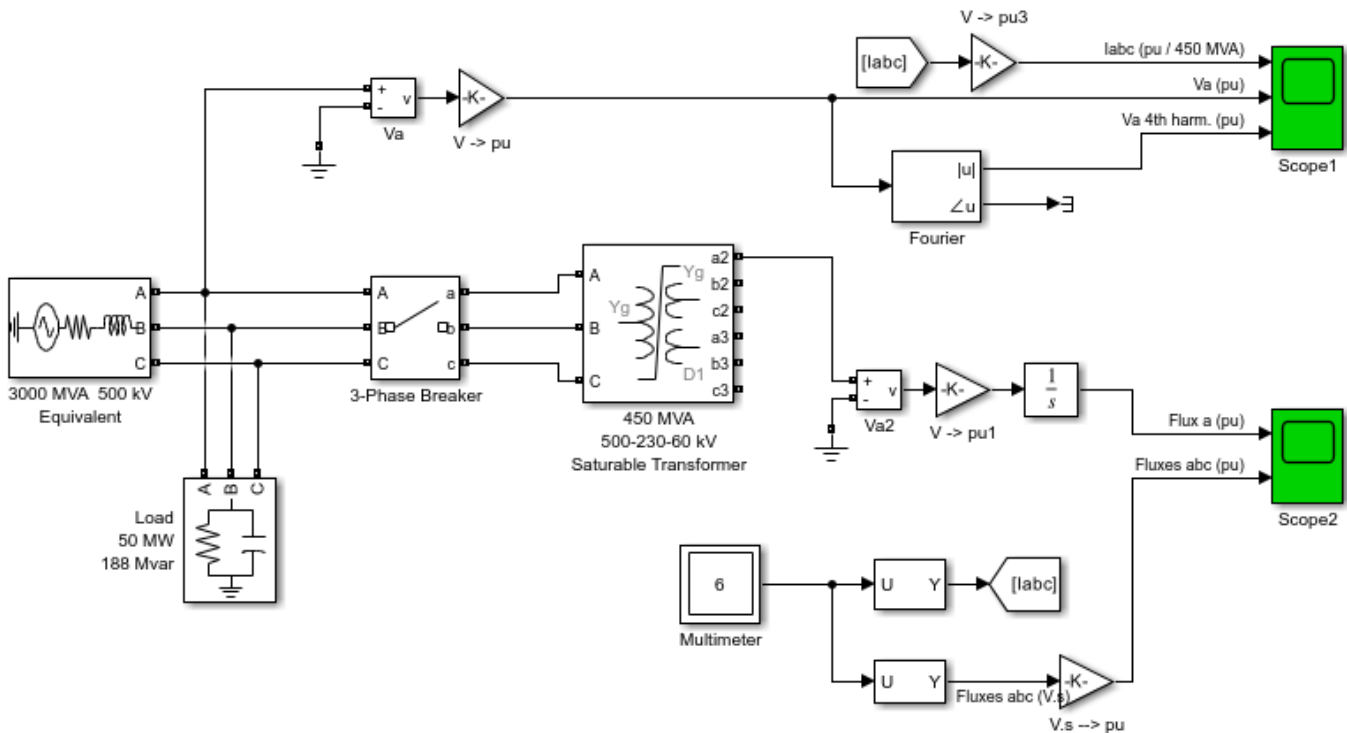 V -> pu3
[Iabc]
-K-
Iabc (pu / 450 MVA)
+
-
v
Va
-K-
V -> pu
Va (pu)
Va 4th harm. (pu)
Scope1
|u|
∠u
Fourier
A
B
C
3000 MVA 500 kV
Equivalent
A
B
C
a
b
c
3-Phase Breaker
A
B
C
Yg
Yg
D1
a2
b2
c2
a3
b3
c3
450 MVA
500-230-60 kV
Saturable Transformer
+
-
v
Va2
-K-
V -> pu1
1
s
Flux a (pu)
Fluxes abc (pu)
Scope2
A
B
C
Load
50 MW
188 Mvar
6
Multimeter
U
Y
[Iabc]
U
Y
Fluxes abc (V.s)
-K-
V.s --> pu